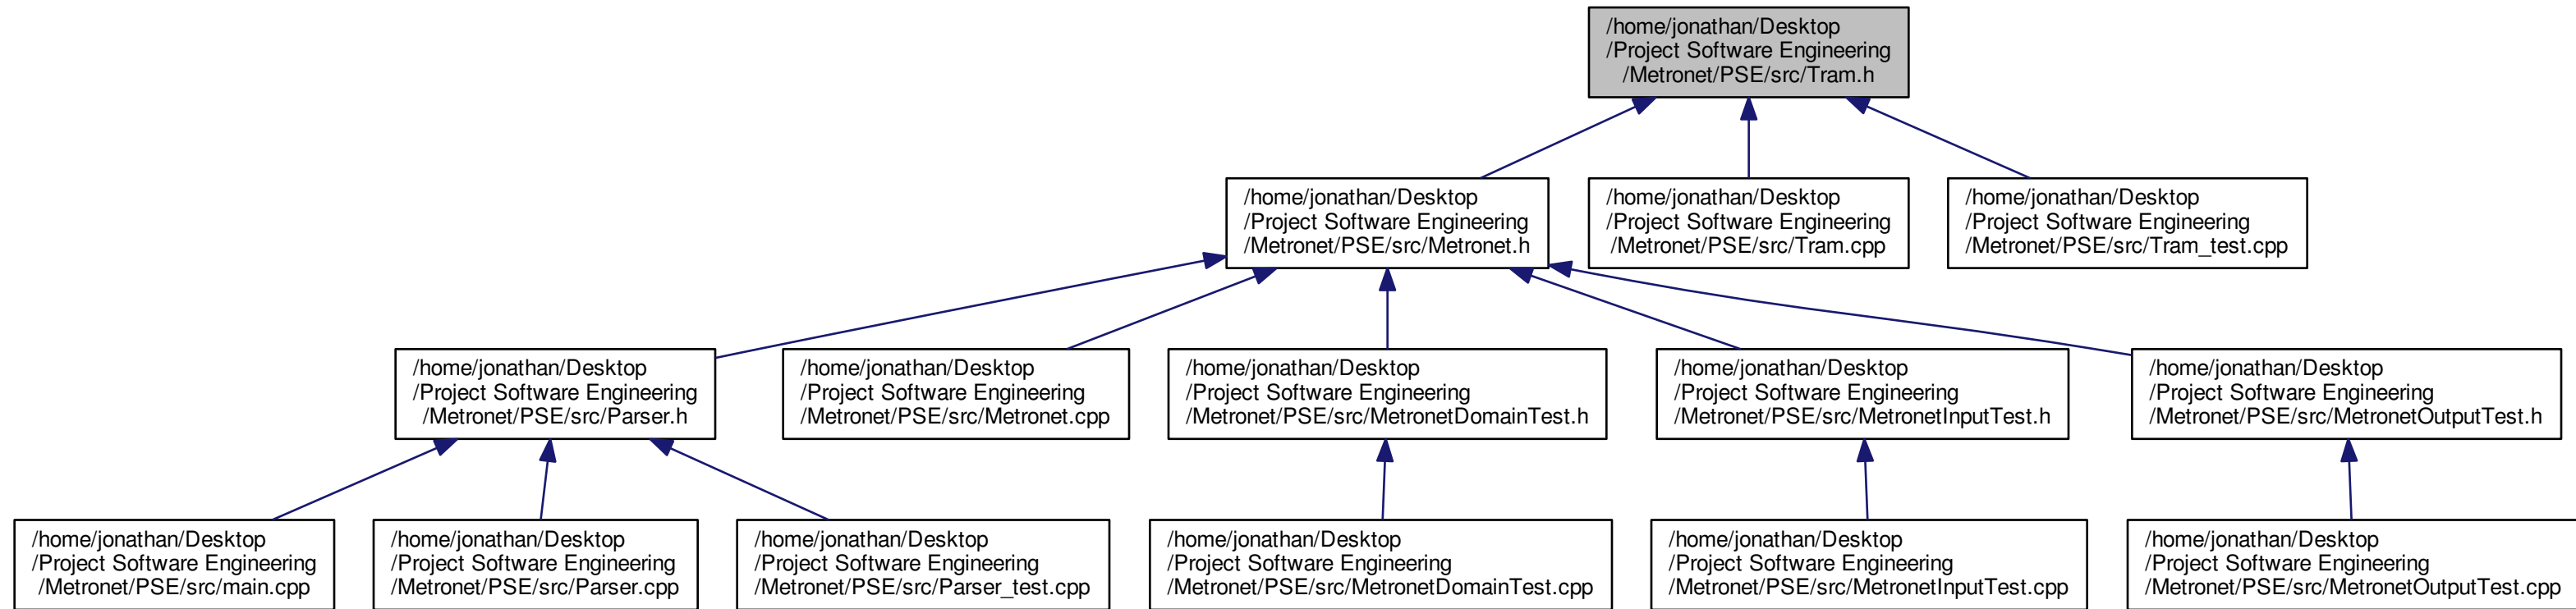 /home/jonathan/Desktop
/Project Software Engineering
/Metronet/PSE/src/Tram.h
/home/jonathan/Desktop
/Project Software Engineering
/Metronet/PSE/src/Metronet.h
/home/jonathan/Desktop
/Project Software Engineering
/Metronet/PSE/src/Tram.cpp
/home/jonathan/Desktop
/Project Software Engineering
/Metronet/PSE/src/Tram_test.cpp
/home/jonathan/Desktop
/Project Software Engineering
/Metronet/PSE/src/Parser.h
/home/jonathan/Desktop
/Project Software Engineering
/Metronet/PSE/src/Metronet.cpp
/home/jonathan/Desktop
/Project Software Engineering
/Metronet/PSE/src/MetronetDomainTest.h
/home/jonathan/Desktop
/Project Software Engineering
/Metronet/PSE/src/MetronetInputTest.h
/home/jonathan/Desktop
/Project Software Engineering
/Metronet/PSE/src/MetronetOutputTest.h
/home/jonathan/Desktop
/Project Software Engineering
/Metronet/PSE/src/main.cpp
/home/jonathan/Desktop
/Project Software Engineering
/Metronet/PSE/src/Parser.cpp
/home/jonathan/Desktop
/Project Software Engineering
/Metronet/PSE/src/Parser_test.cpp
/home/jonathan/Desktop
/Project Software Engineering
/Metronet/PSE/src/MetronetDomainTest.cpp
/home/jonathan/Desktop
/Project Software Engineering
/Metronet/PSE/src/MetronetInputTest.cpp
/home/jonathan/Desktop
/Project Software Engineering
/Metronet/PSE/src/MetronetOutputTest.cpp